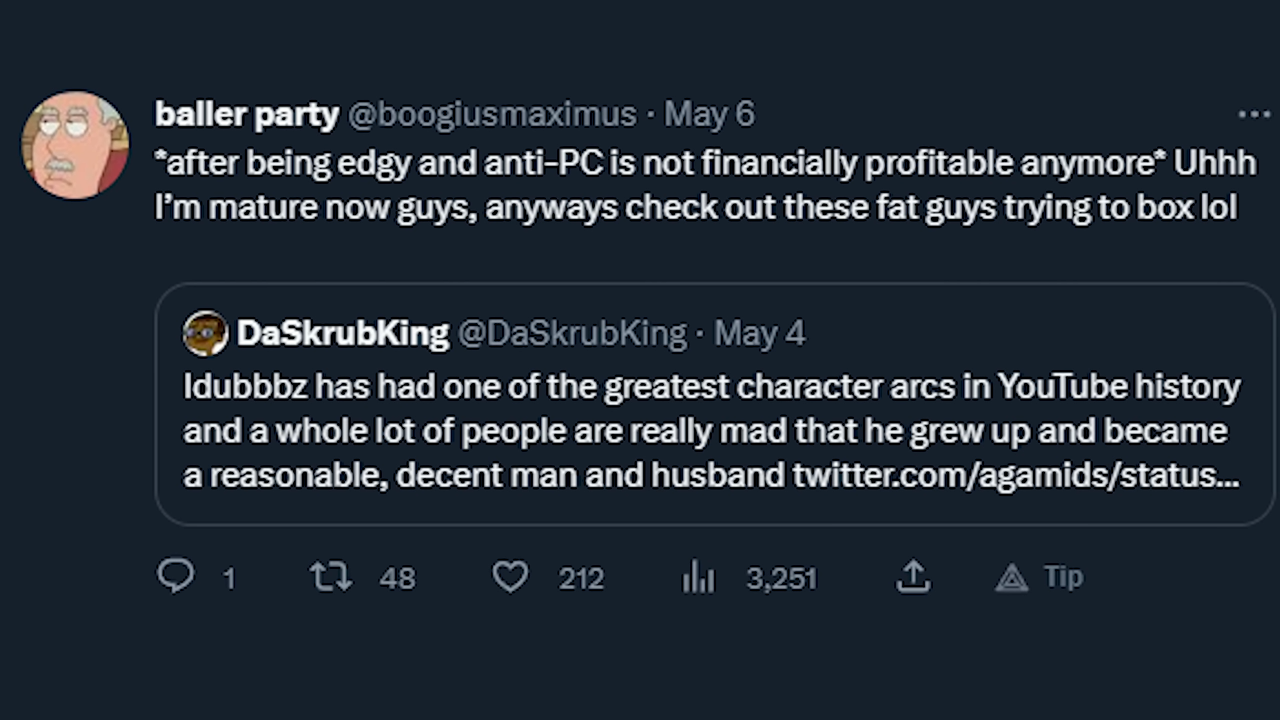 baller party @boogiusmaximus · May 6
*after being edgy and anti-PC is not financially profitable anymore* Uhhh
I'm mature now guys, anyways check out these fat guys trying to box lol
DaSkrubKing @DaSkrubKing · May 4
Idubbbz has had one of the greatest character arcs in YouTube history
and a whole lot of people are really mad that he grew up and became
a reasonable, decent man and husband twitter.com/agamids/status...
1 48 212 3,251 Tip